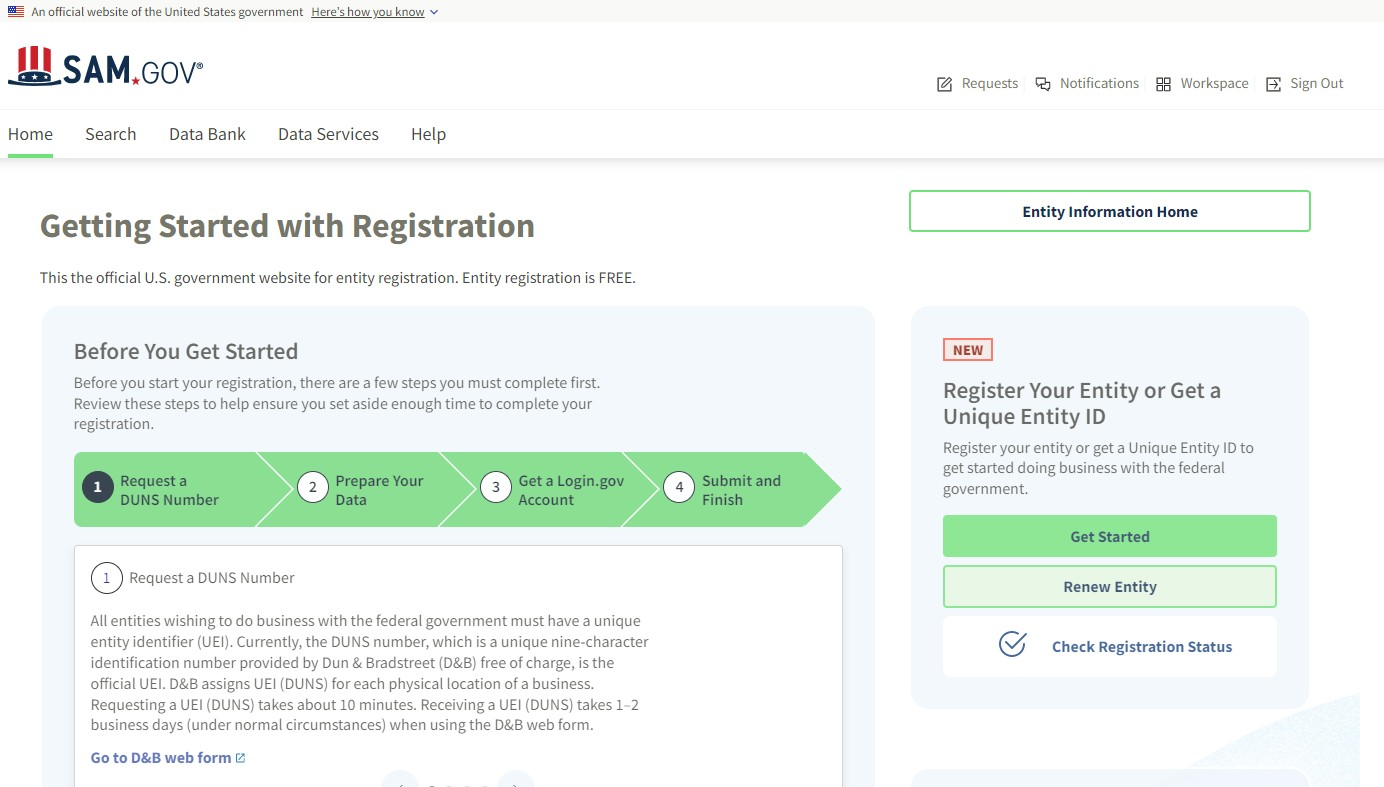 An official website of the United States government Here's how you know
SAM.GOV®
Requests Notifications Workspace Sign Out
Home Search Data Bank Data Services Help
Getting Started with Registration
Entity Information Home
This the official U.S. government website for entity registration. Entity registration is FREE.
Before You Get Started
Before you start your registration, there are a few steps you must complete first.
Review these steps to help ensure you set aside enough time to complete your
registration.
1 Request a
DUNS Number
2 Prepare Your
Data
3 Get a Login.gov
Account
4 Submit and
Finish
1 Request a DUNS Number
All entities wishing to do business with the federal government must have a unique
entity identifier (UEI). Currently, the DUNS number, which is a unique nine-character
identification number provided by Dun & Bradstreet (D&B) free of charge, is the
official UEI. D&B assigns UEI (DUNS) for each physical location of a business.
Requesting a UEI (DUNS) takes about 10 minutes. Receiving a UEI (DUNS) takes 1–2
business days (under normal circumstances) when using the D&B web form.
Go to D&B web form
NEW
Register Your Entity or Get a
Unique Entity ID
Register your entity or get a Unique Entity ID to
get started doing business with the federal
government.
Get Started
Renew Entity
Check Registration Status